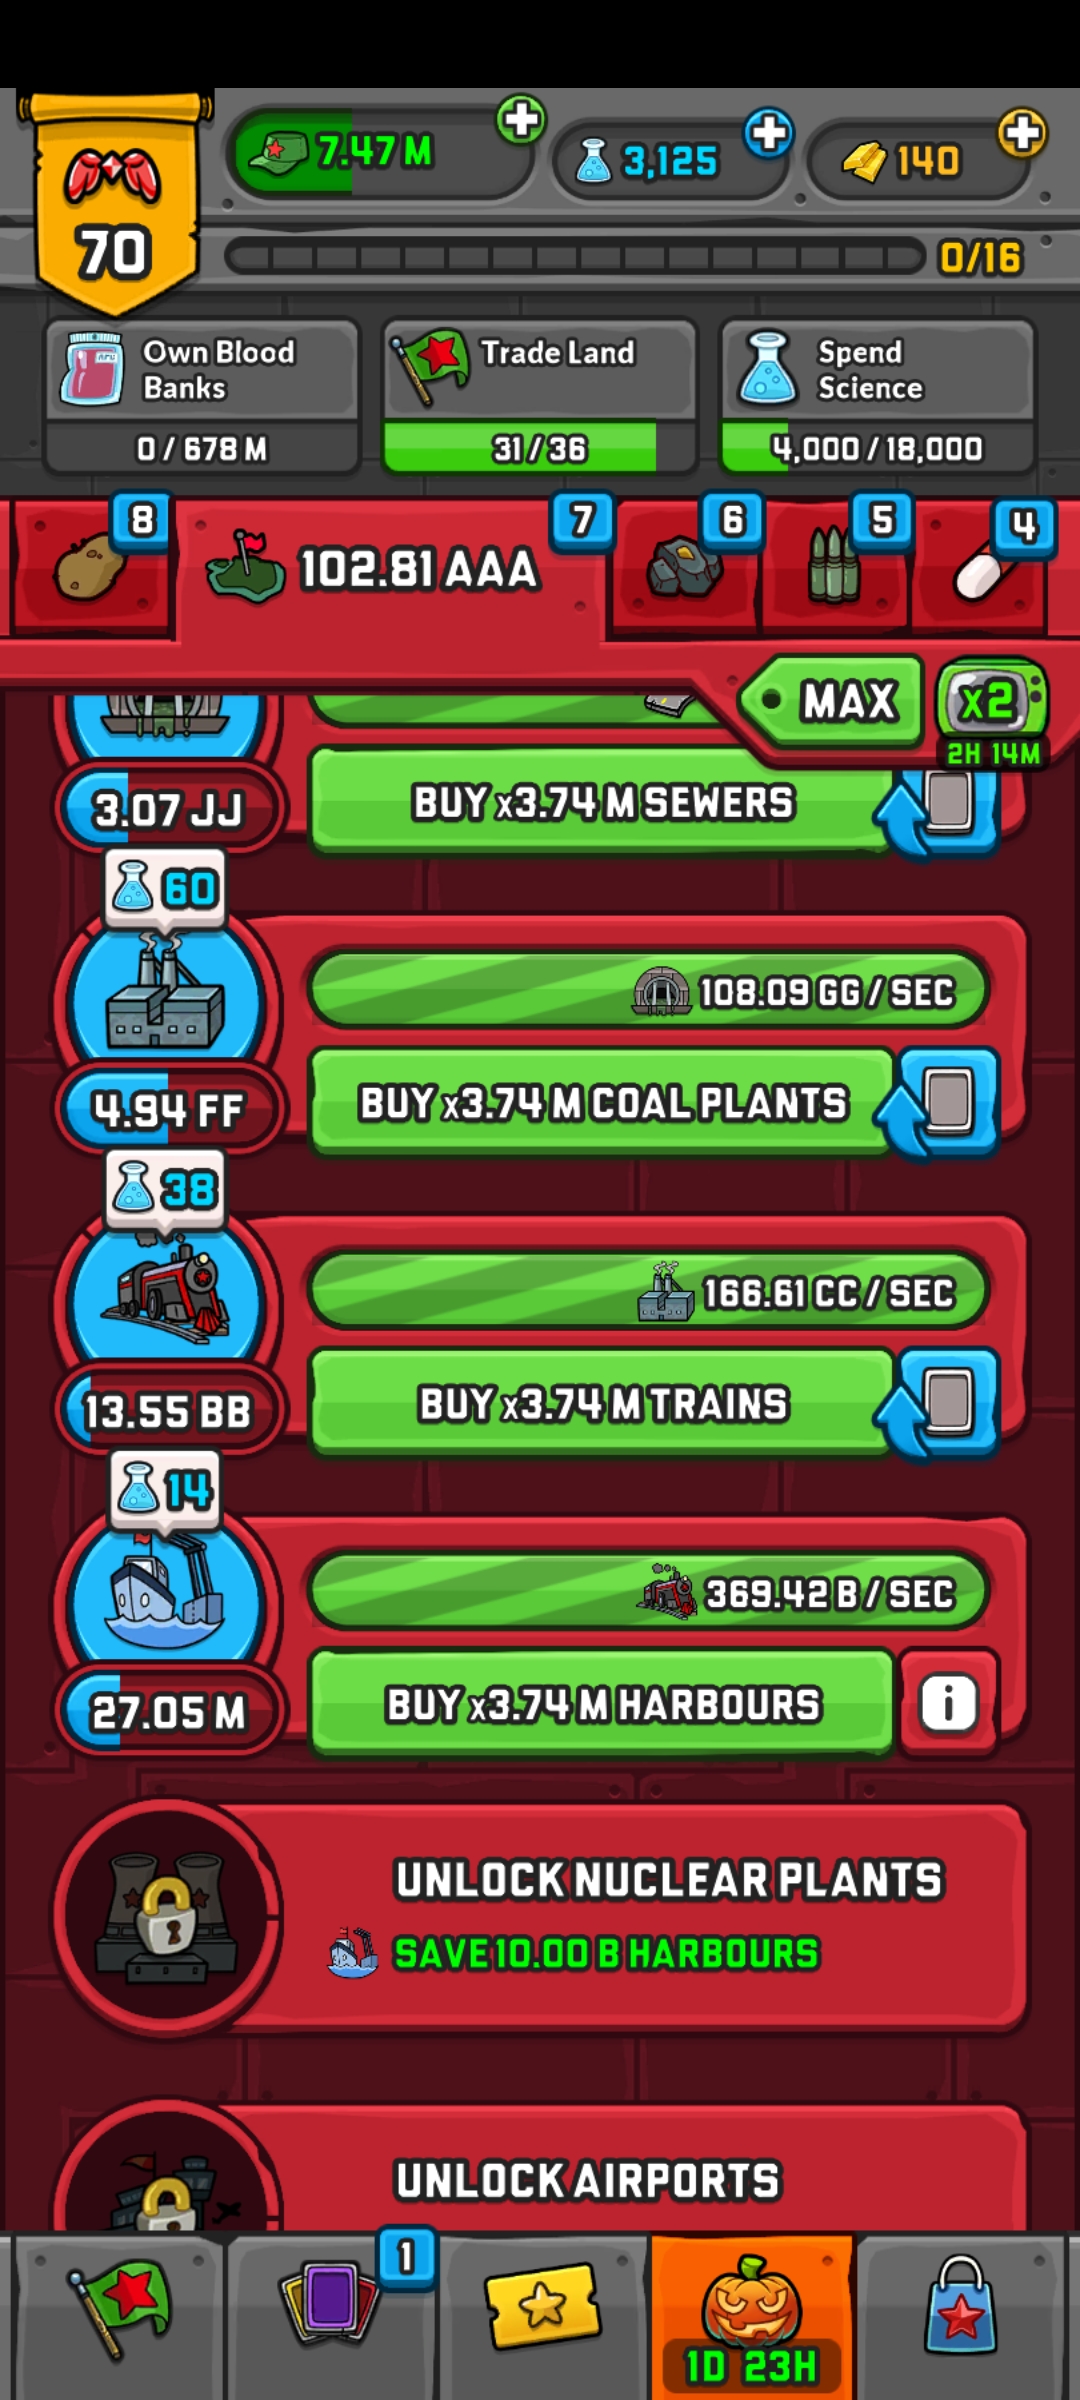 7.47 M
3,125
140
70
0/16
Own Blood
Banks
0 / 678 M
Trade Land
31 / 36
Spend
Science
4,000 / 18,000
8
102.81 AAA
7
6
5
4
MAX
x2
2H 14M
3.07 JJ
BUY x3.74 M SEWERS
60
108.09 GG / SEC
4.94 FF
BUY x3.74 M COAL PLANTS
38
166.61 CC / SEC
13.55 BB
BUY x3.74 M TRAINS
14
369.42 B / SEC
27.05 M
BUY x3.74 M HARBOURS
i
UNLOCK NUCLEAR PLANTS
SAVE 10.00 B HARBOURS
UNLOCK AIRPORTS
1
1D 23H